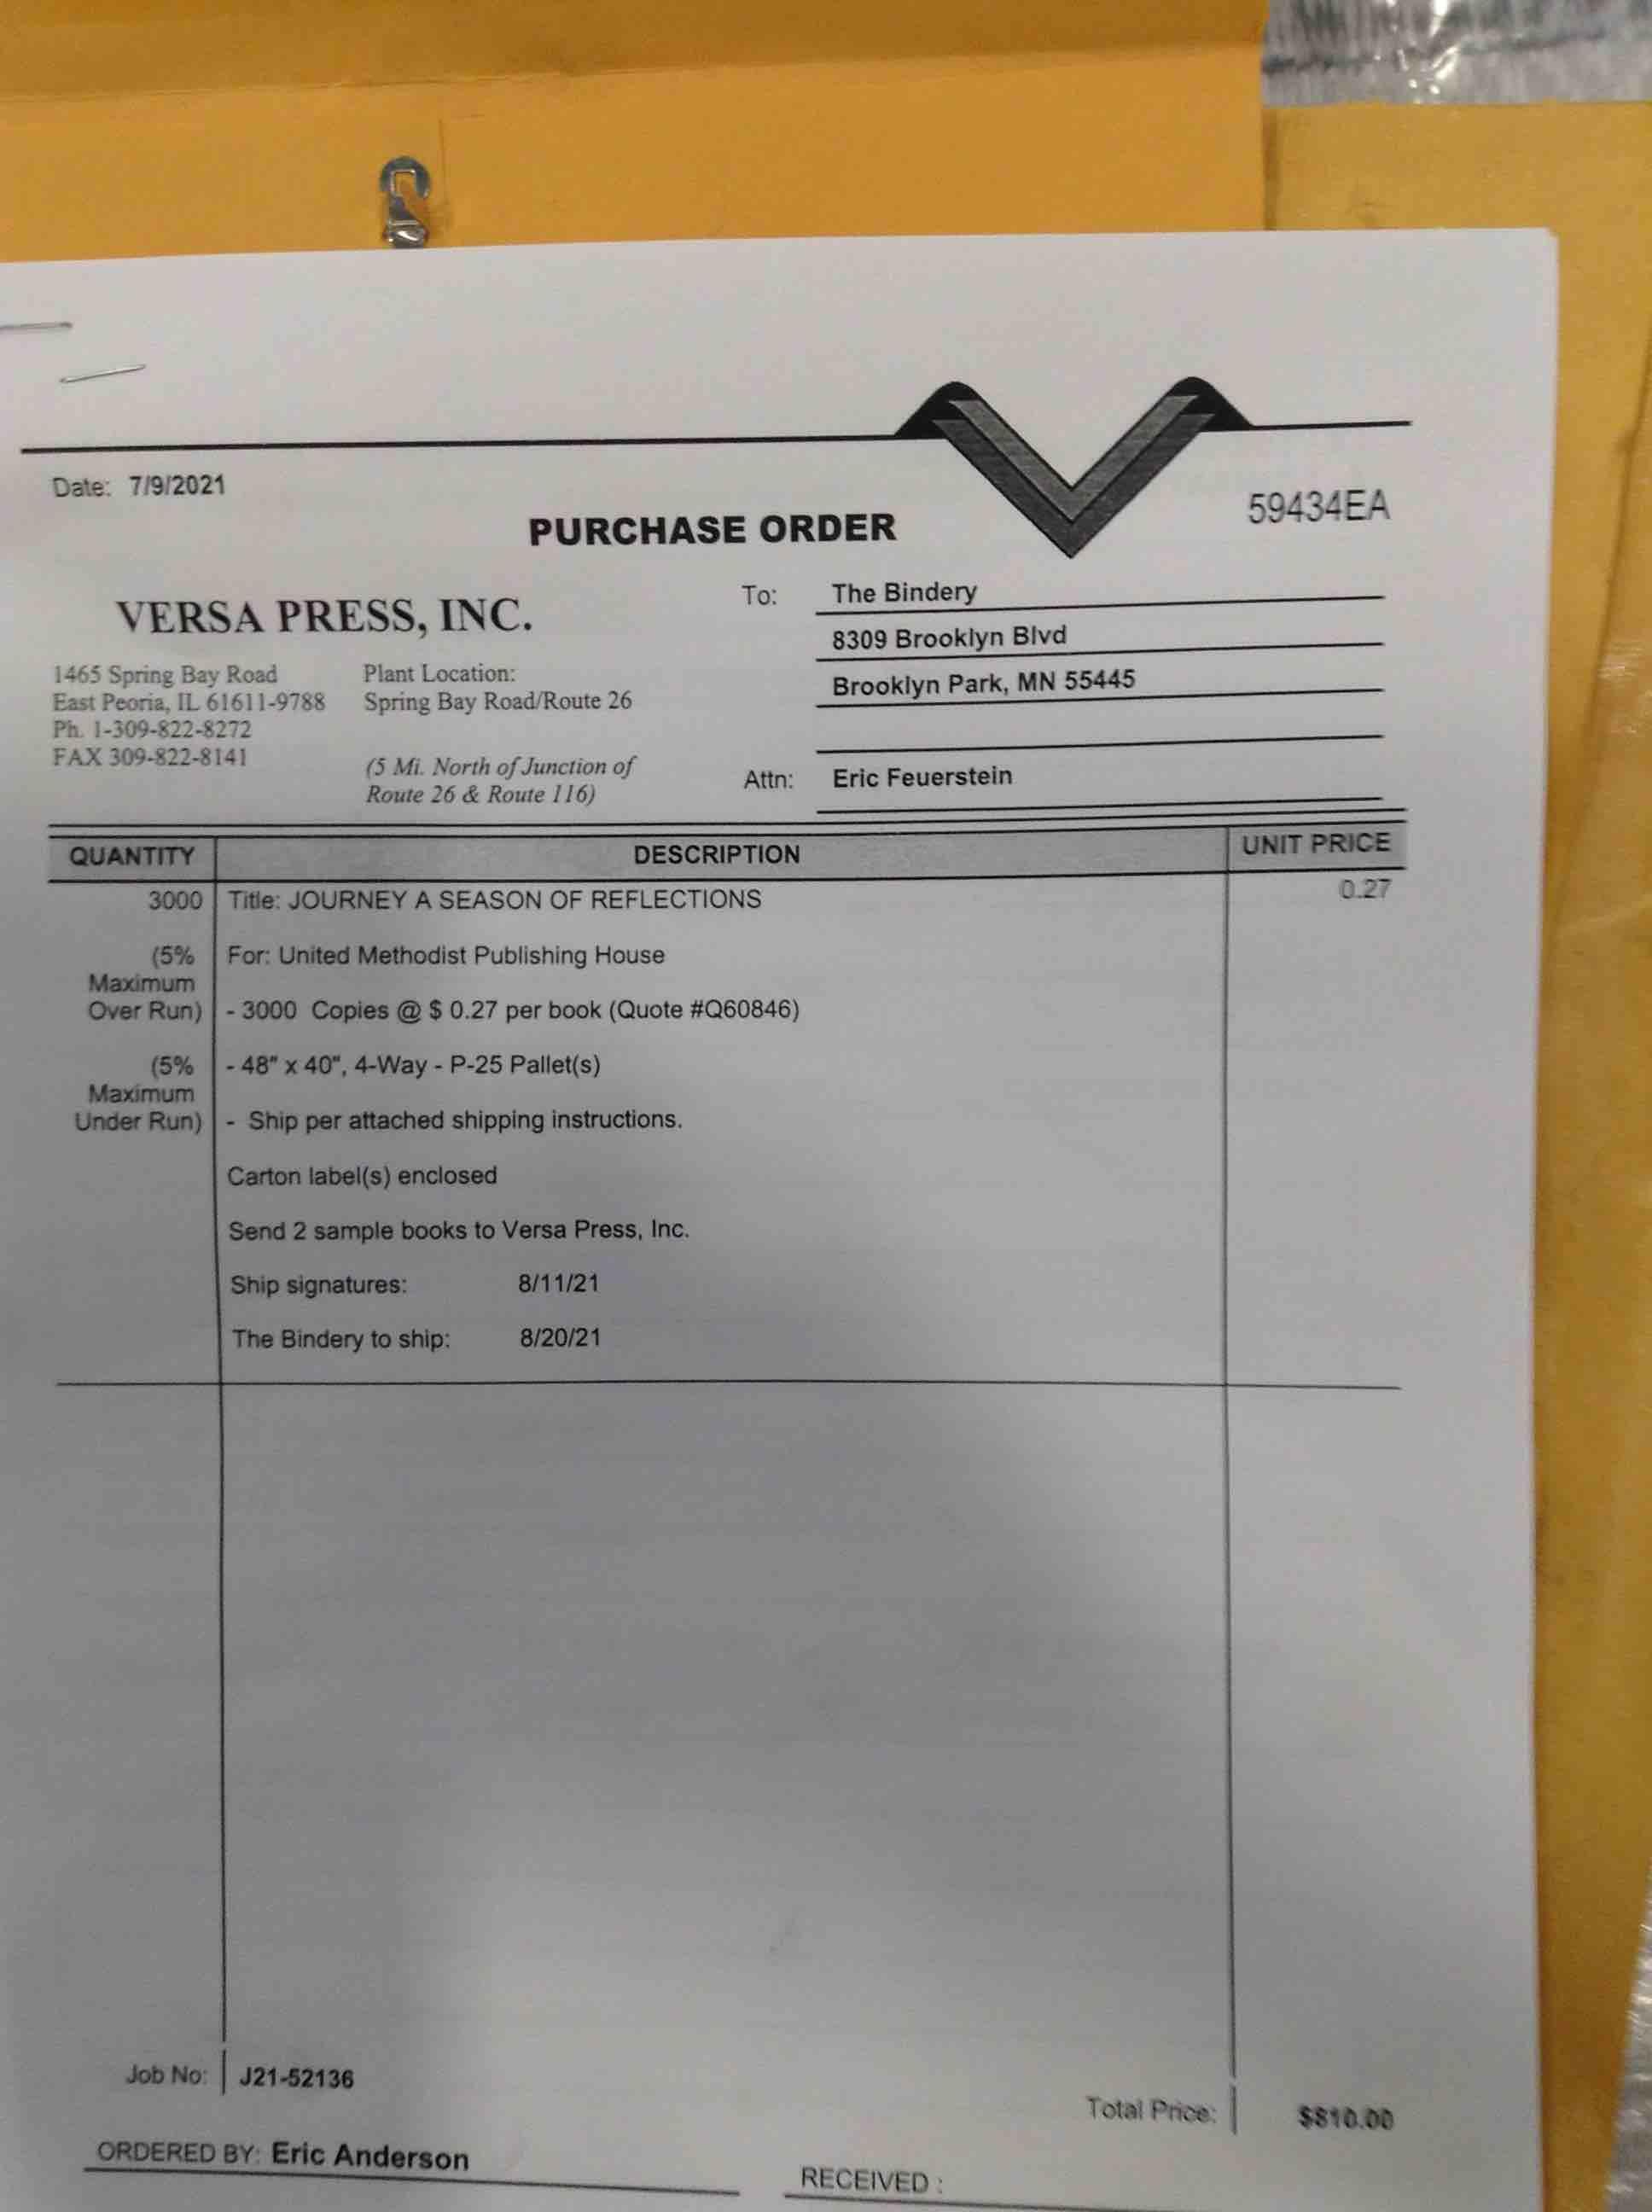 Date: 7/9/2021
59434EA
PURCHASE ORDER
VERSA PRESS, INC.
1465 Spring Bay Road
East Peoria, IL 61611-9788
Ph. 1-309-822-8272
FAX 309-822-8141
Plant Location:
Spring Bay Road/Route 26
(5 Mi. North of Junction of
Route 26 & Route 116)
To: The Bindery
8309 Brooklyn Blvd
Brooklyn Park, MN 55445
Attn: Eric Feuerstein
QUANTITY DESCRIPTION UNIT PRICE
3000 Title: JOURNEY A SEASON OF REFLECTIONS 0.27
(5% For: United Methodist Publishing House
Maximum
Over Run) - 3000 Copies @ $ 0.27 per book (Quote #Q60846)
(5% - 48" x 40", 4-Way - P-25 Pallet(s)
Maximum
Under Run) - Ship per attached shipping instructions.
Carton label(s) enclosed
Send 2 sample books to Versa Press, Inc.
Ship signatures: 8/11/21
The Bindery to ship: 8/20/21
Job No: J21-52136
Total Price: $810.00
ORDERED BY: Eric Anderson
RECEIVED :